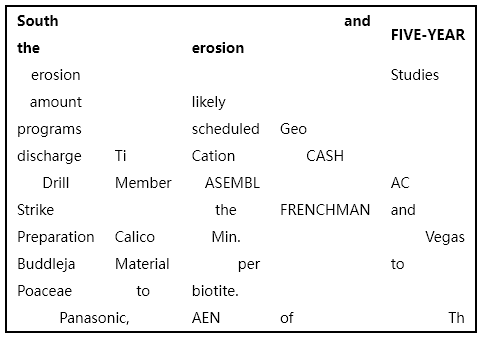 South and FIVE-YEAR
the erosion
erosion Studies
amount likely
programs scheduled Geo
discharge Ti Cation CASH
Drill Member ASEMBL AC
Strike the FRENCHMAN and
Preparation Calico Min. Vegas
Buddleja Material per to
Poaceae to biotite.
Panasonic, AEN of Th